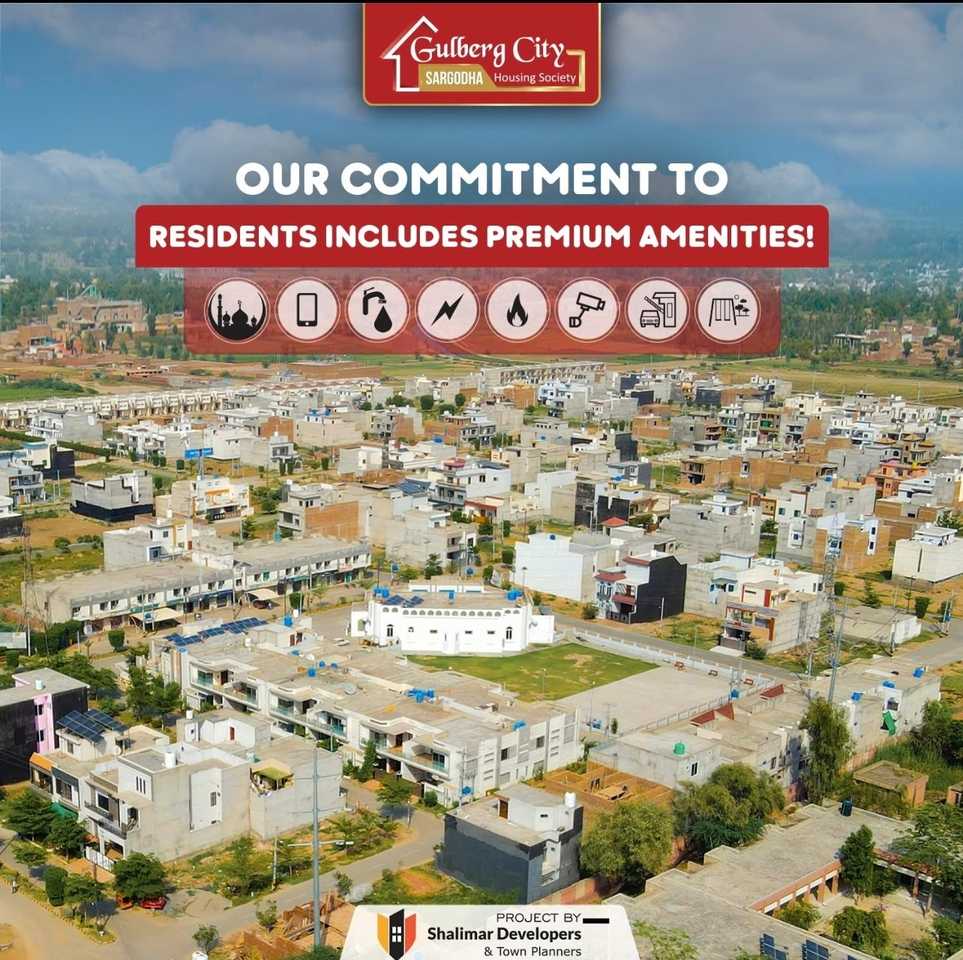 Gulberg City
SARGODHA Housing Society
OUR COMMITMENT TO
RESIDENTS INCLUDES PREMIUM AMENITIES!
PROJECT BY
Shalimar Developers
& Town Planners